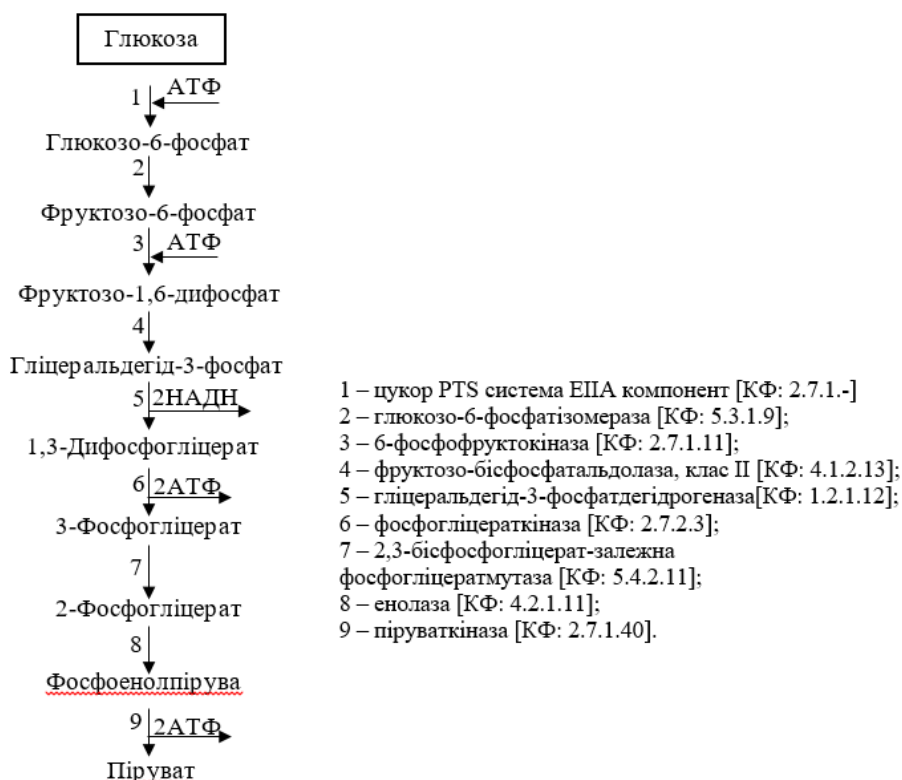 Глюкоза
1
АТФ
Глюкозо-6-фосфат
2
Фруктозо-6-фосфат
3
АТФ
Фруктозо-1,6-дифосфат
4
Гліцеральдегід-3-фосфат
5
2НАДН
1,3-Дифосфогліцерат
6
2АТФ
3-Фосфогліцерат
7
2-Фосфогліцерат
8
Фосфоенолпірува
9
2АТФ
Піруват
1 – цукор PTS система EIIA компонент [КФ: 2.7.1.-]
2 – глюкозо-6-фосфатізомераза [КФ: 5.3.1.9];
3 – 6-фосфофруктокіназа [КФ: 2.7.1.11];
4 – фруктозо-бісфосфатальдолаза, клас II [КФ: 4.1.2.13];
5 – гліцеральдегід-3-фосфатдегідрогеназа[КФ: 1.2.1.12];
6 – фосфогліцераткіназа [КФ: 2.7.2.3];
7 – 2,3-бісфосфогліцерат-залежна
фосфогліцератмутаза [КФ: 5.4.2.11];
8 – енолаза [КФ: 4.2.1.11];
9 – піруваткіназа [КФ: 2.7.1.40].